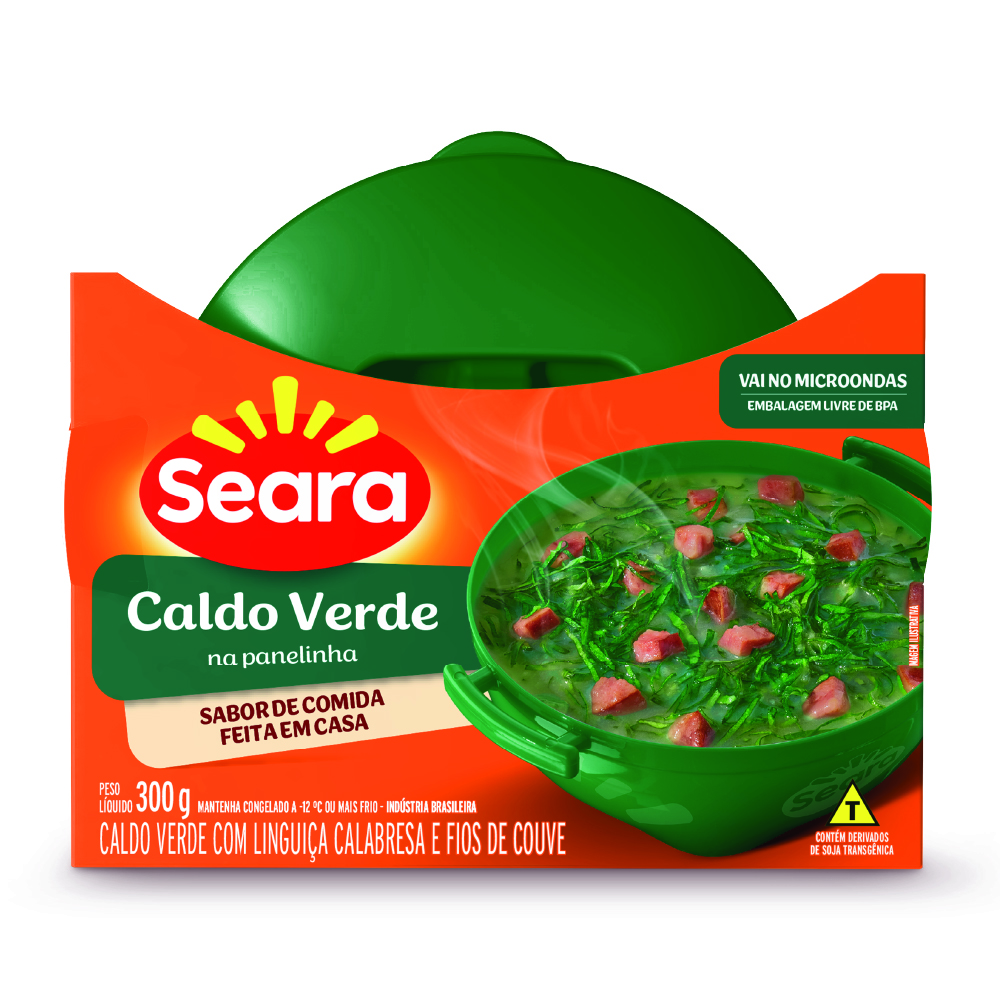 VAI NO MICROONDAS
EMBALAGEM LIVRE DE BPA
Seara
Caldo Verde
na panelinha
SABOR DE COMIDA
FEITA EM CASA
IMAGEM ILUSTRATIVA
Seara
PESO
LÍQUIDO 300 g MANTENHA CONGELADO A -12 ºC OU MAIS FRIO - INDÚSTRIA BRASILEIRA
CALDO VERDE COM LINGUIÇA CALABRESA E FIOS DE COUVE
T
CONTÉM DERIVADOS
DE SOJA TRANSGÊNICA